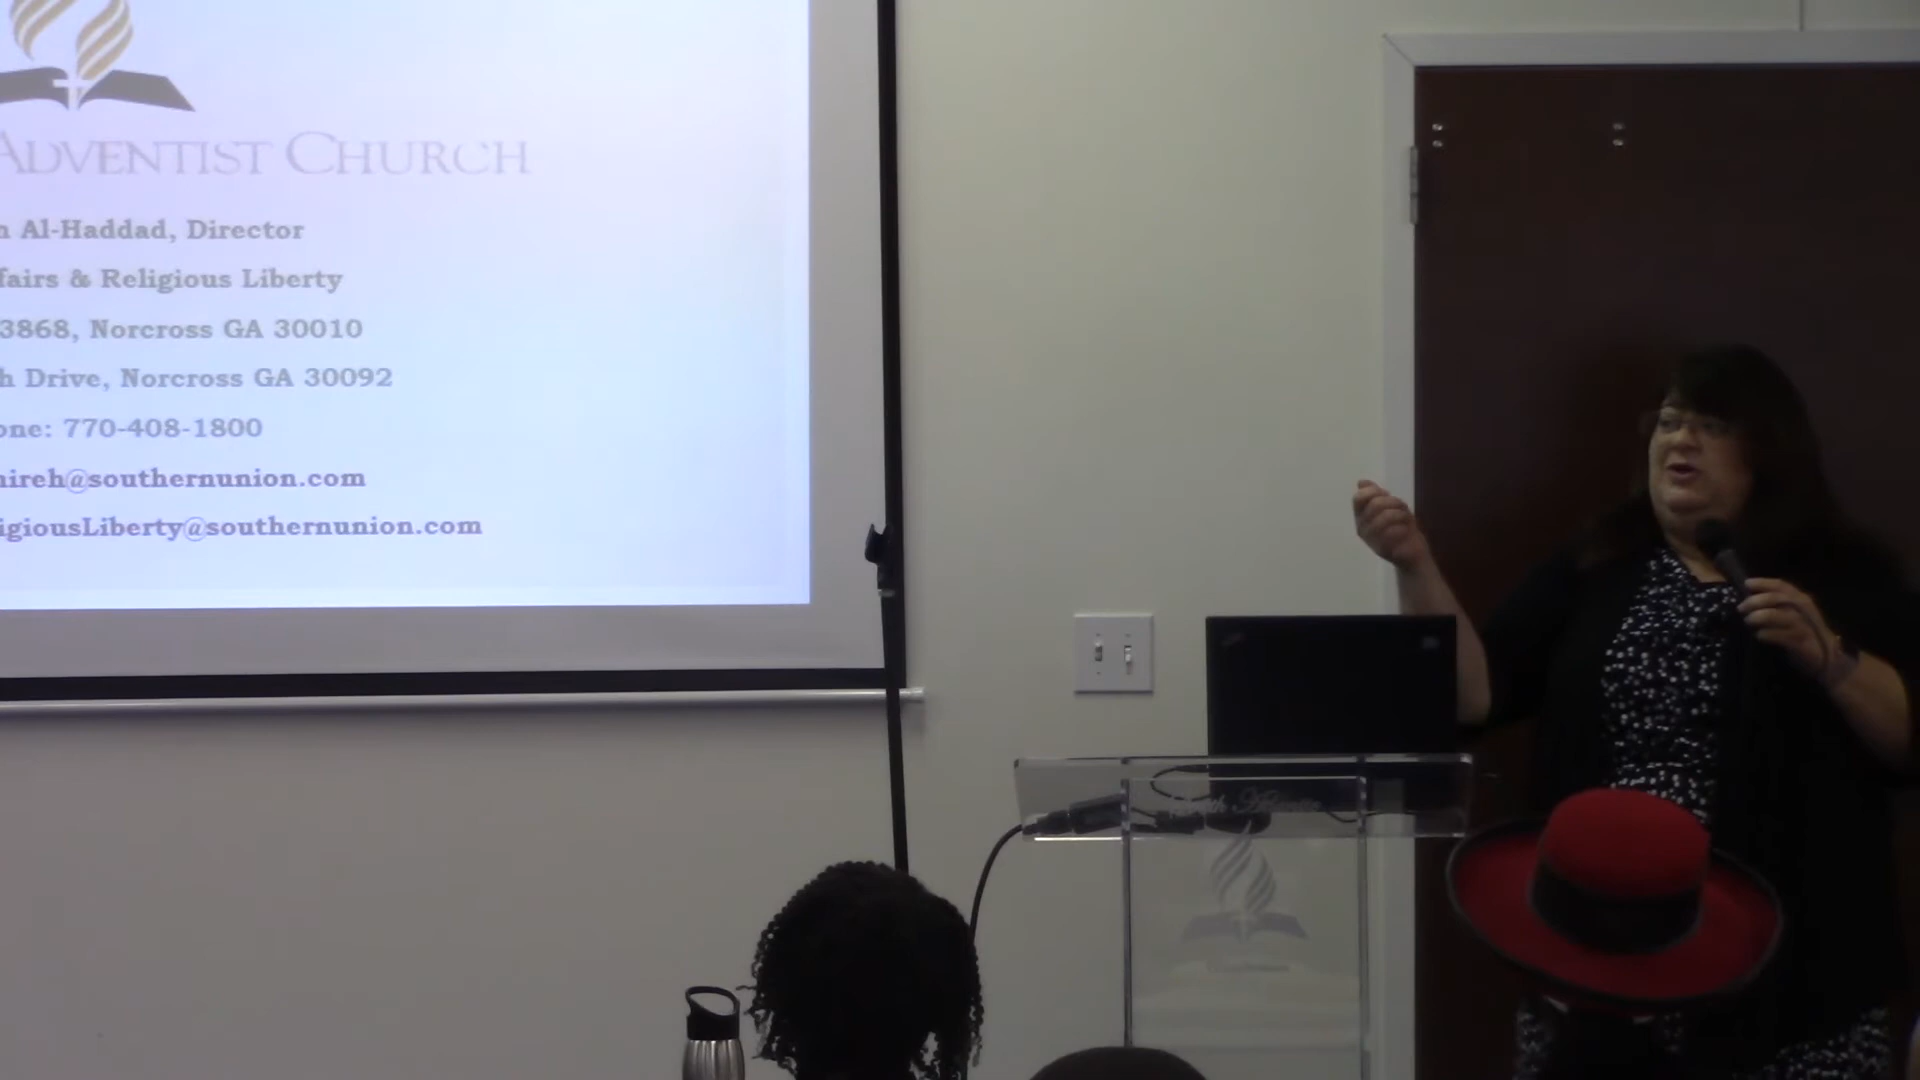 ADVENTIST CHURCH
n Al-Haddad, Director
fairs & Religious Liberty
3868, Norcross GA 30010
h Drive, Norcross GA 30092
one: 770-408-1800
ireh@southernunion.com
igiousLiberty@southernunion.com